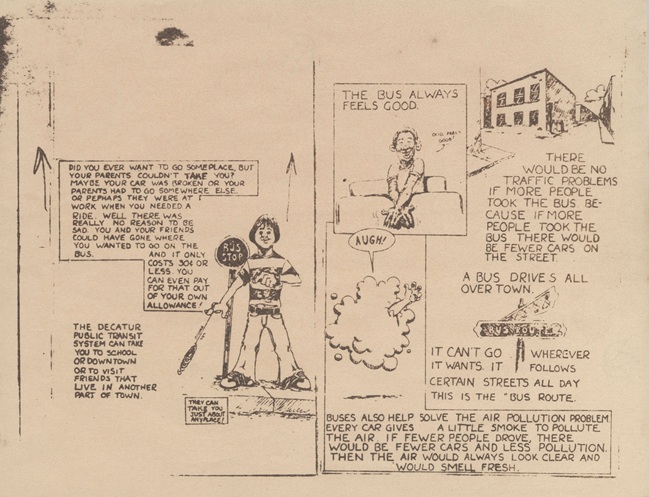 DID YOU EVER WANT TO GO SOMEPLACE, BUT
YOUR PARENTS COULDN'T TAKE YOU?
MAYBE YOUR CAR WAS BROKEN OR YOUR
PARENTS HAD TO GO SOMEWHERE ELSE.
OR PERHAPS THEY WERE AT
WORK WHEN YOU NEEDED A
RIDE. WELL THERE WAS
REALLY NO REASON TO BE
SAD. YOU AND YOUR FRIENDS
COULD HAVE GONE WHERE
YOU WANTED TO GO ON THE
BUS.
AND IT ONLY
COSTS 30¢ OR
LESS. YOU
CAN EVEN PAY
FOR THAT OUT
OF YOUR OWN
ALLOWANCE!
BUS
STOP
THE DECATUR
PUBLIC TRANSIT
SYSTEM CAN TAKE
YOU TO SCHOOL
OR DOWNTOWN
OR TO VISIT
FRIENDS THAT
LIVE IN ANOTHER
PART OF TOWN.
THEY CAN
TAKE YOU
JUST ABOUT
ANYPLACE!
THE BUS ALWAYS
FEELS GOOD.
AUGH!
THERE
WOULD BE NO
TRAFFIC PROBLEMS
IF MORE PEOPLE
TOOK THE BUS. BE-
CAUSE IF MORE
PEOPLE TOOK THE
BUS THERE WOULD
BE FEWER CARS ON
THE STREET.
A BUS DRIVES ALL
OVER TOWN.
BUS ROUTE
IT CAN'T GO WHEREVER
IT WANTS. IT FOLLOWS
CERTAIN STREETS ALL DAY
THIS IS THE "BUS ROUTE.
BUSES ALSO HELP SOLVE THE AIR POLLUTION PROBLEM.
EVERY CAR GIVES A LITTLE SMOKE TO POLLUTE
THE AIR. IF FEWER PEOPLE DROVE, THERE
WOULD BE FEWER CARS AND LESS POLLUTION.
THEN THE AIR WOULD ALWAYS LOOK CLEAR AND
WOULD SMELL FRESH.